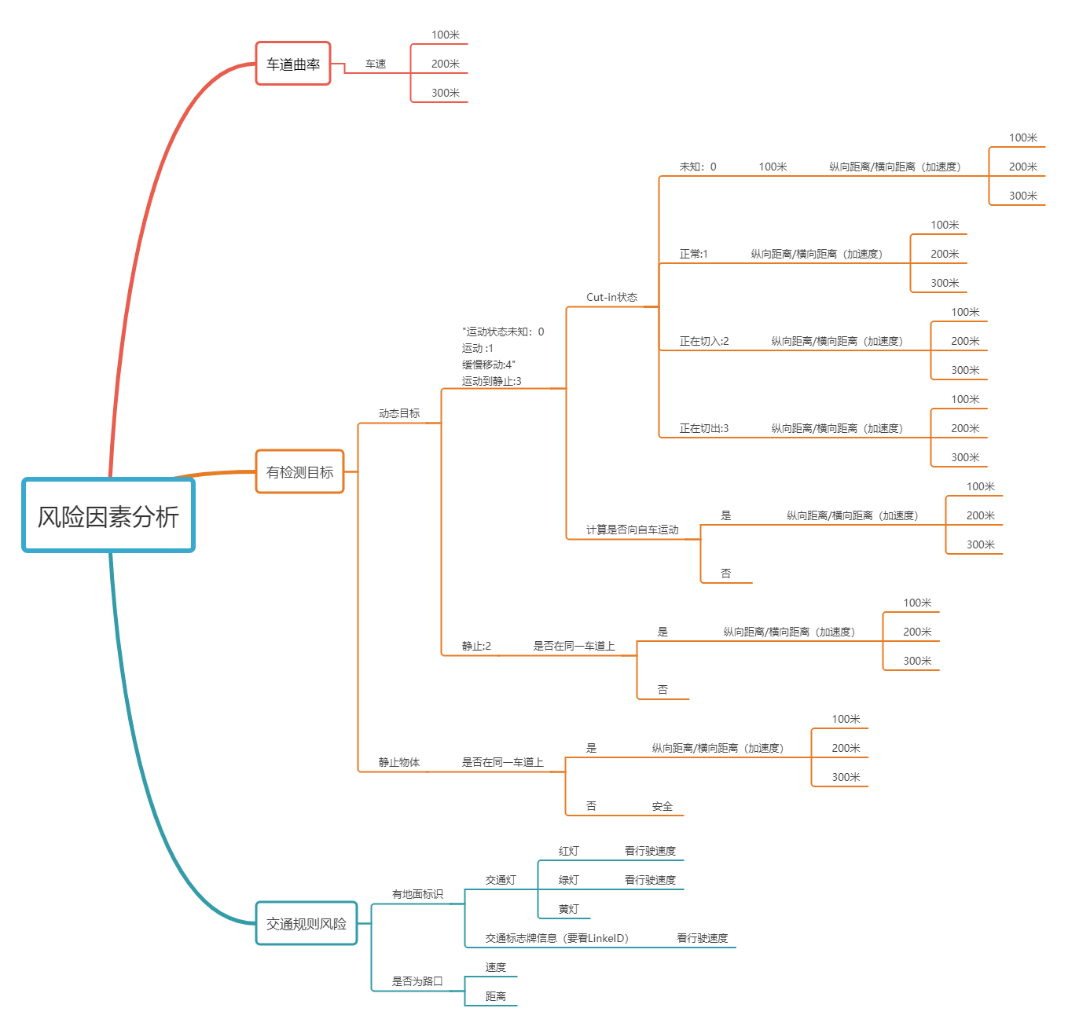 风险因素分析
车道曲率
车速
100米
200米
300米
有检测目标
动态目标
"运动状态未知：0
运动 :1
缓慢移动:4"
运动到静止:3
Cut-In状态
未知：0
100米
纵向距离/横向距离（加速度）
100米
200米
300米
正常:1
纵向距离/横向距离（加速度）
100米
200米
300米
正在切入:2
纵向距离/横向距离（加速度）
100米
200米
300米
正在切出:3
纵向距离/横向距离（加速度）
100米
200米
300米
计算是否向自车运动
是
纵向距离/横向距离（加速度）
100米
200米
300米
否
静止:2
是否在同一车道上
是
纵向距离/横向距离（加速度）
100米
200米
300米
否
静止物体
是否在同一车道上
是
纵向距离/横向距离（加速度）
100米
200米
300米
否
安全
交通规则风险
有地面标识
交通灯
红灯
看行驶速度
绿灯
看行驶速度
黄灯
交通标志牌信息（要看LinkeID）
看行驶速度
是否为路口
速度
距离